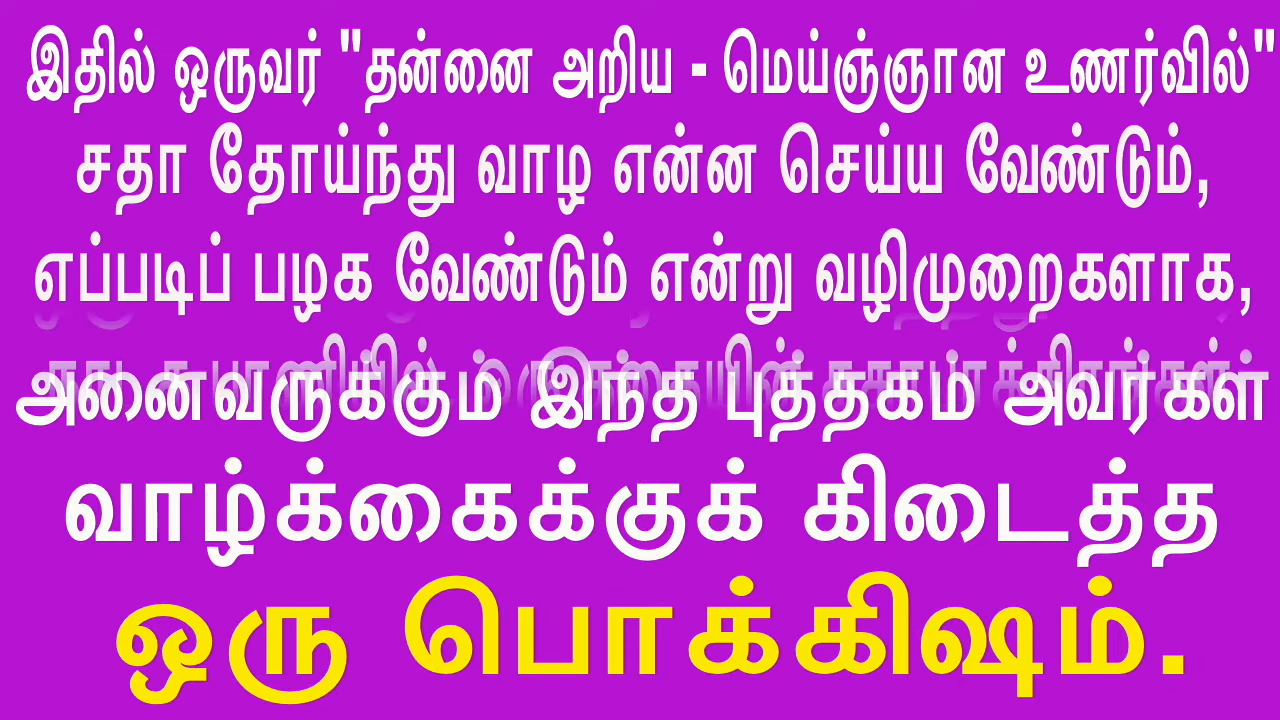 இதில் ஒருவர் "தன்னை அறிய - மெய்ஞ்ஞான உணர்வில்"
சதா தோய்ந்து வாழ என்ன செய்ய வேண்டும்,
எப்படிப் பழக வேண்டும் என்று வழிமுறைகளாக,
அனைவருக்கும் இந்த புத்தகம் அவர்கள்
வாழ்க்கைக்குக் கிடைத்த
ஒரு பொக்கிஷம்.